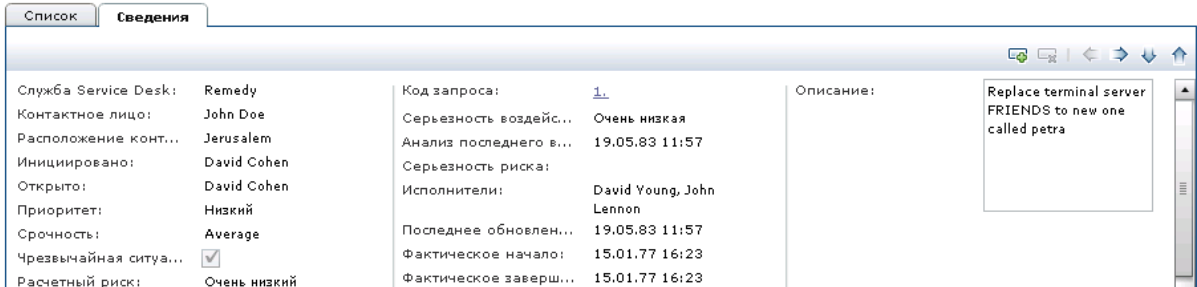 Список
Сведения
Служба Service Desk: Remedy
Контактное лицо: John Doe
Расположение конт... Jerusalem
Инициировано: David Cohen
Открыто: David Cohen
Приоритет: Низкий
Срочность: Average
Чрезвычайная ситуа...
Расчетный риск: Очень низкий
Код запроса: 1.
Серьезность воздейс... Очень низкая
Анализ последнего в... 19.05.83 11:57
Серьезность риска:
Исполнители: David Young, John
Lennon
Последнее обновлен... 19.05.83 11:57
Фактическое начало: 15.01.77 16:23
Фактическое заверш... 15.01.77 16:23
Описание:
Replace terminal server
FRIENDS to new one
called petra